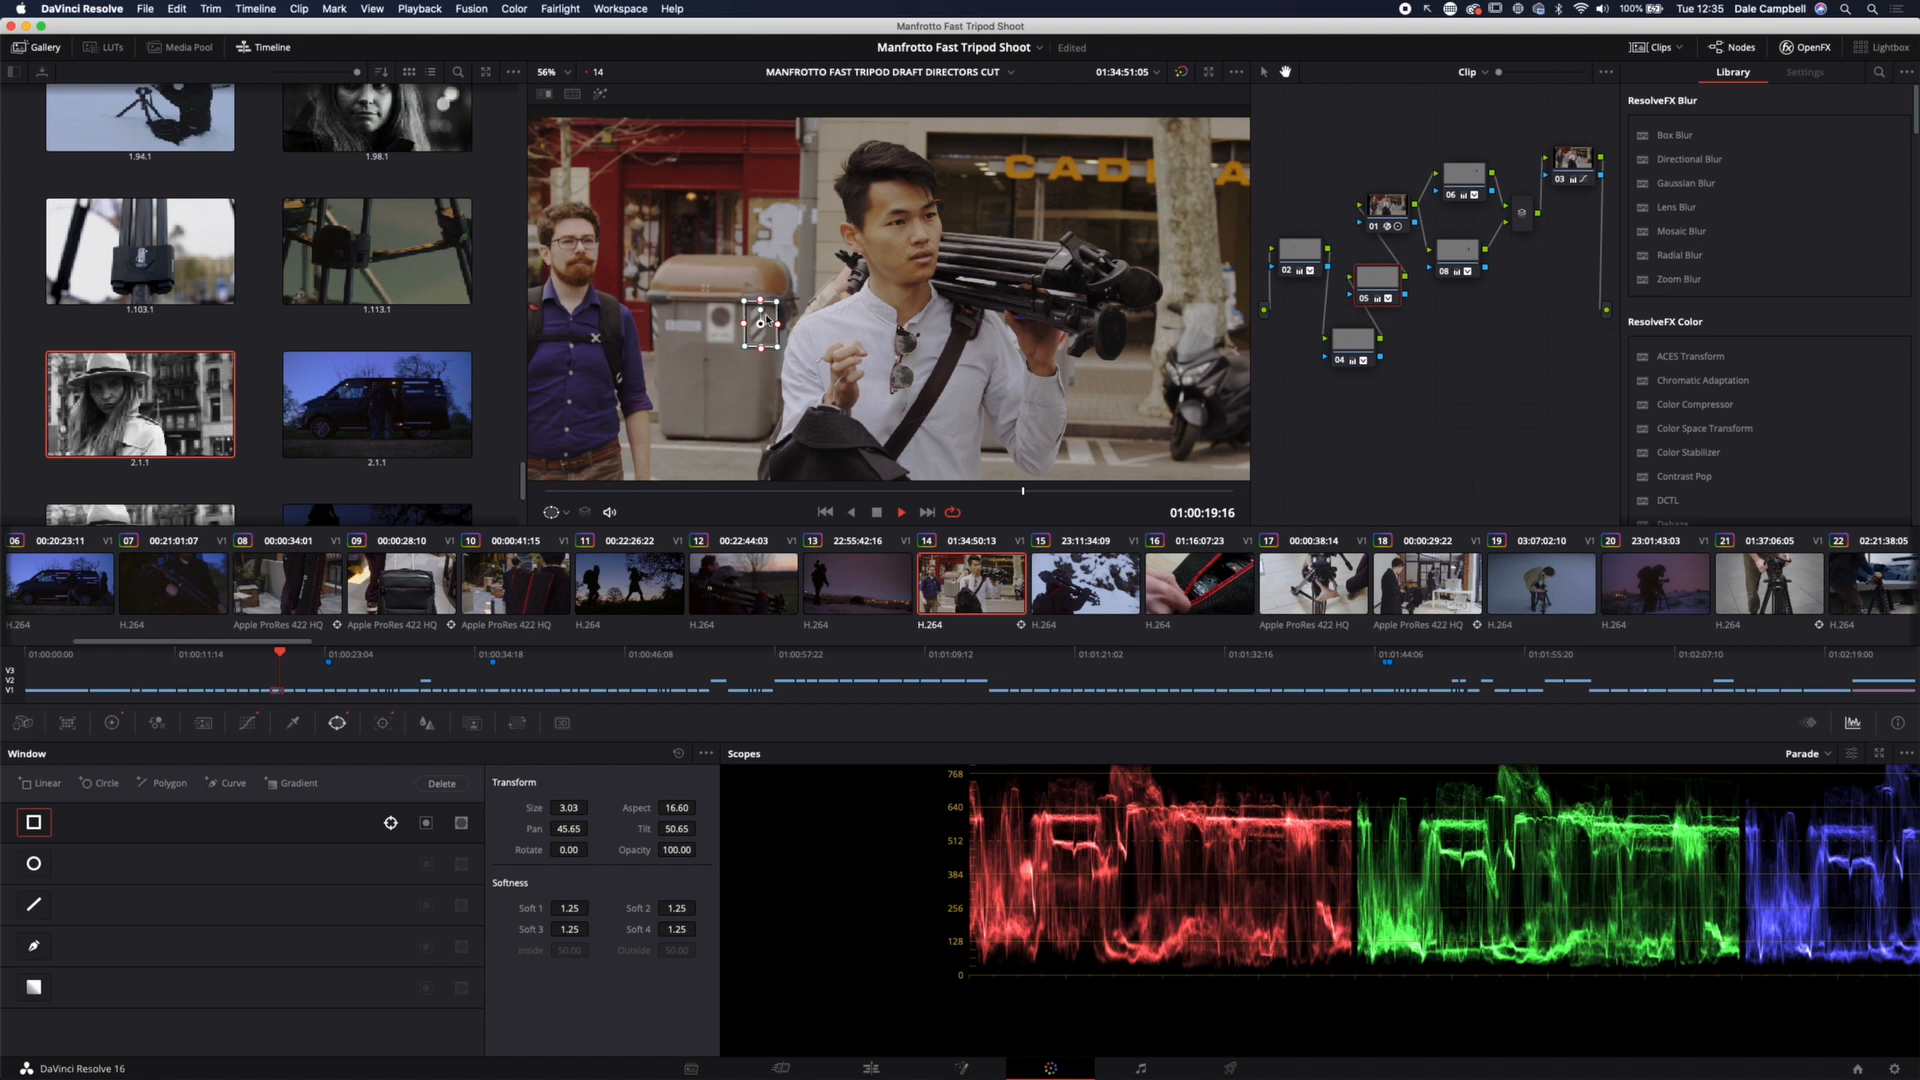 DaVinci Resolve File Edit Trim Timeline Clip Mark View Playback Fusion Color Fairlight Workspace Help 100% Tue 12:35 Dale Campbell
Manfrotto Fast Tripod Shoot
Gallery LUTs Media Pool Timeline Manfrotto Fast Tripod Shoot Edited Clips Nodes OpenFX Lightbox
56% 14 MANFROTTO FAST TRIPOD DRAFT DIRECTORS CUT 01:34:51:05 Clip Library Settings
ResolveFX Blur
Box Blur
Directional Blur
Gaussian Blur
Lens Blur
Mosaic Blur
Radial Blur
Zoom Blur
ResolveFX Color
ACES Transform
Chromatic Adaptation
Color Compressor
Color Space Transform
Color Stabilizer
Contrast Pop
DCTL
Dehaze
1.94.1 1.98.1
1.103.1 1.113.1
2.1.1 2.1.1
CAD
06 03
01
02 08
05
04
01:00:19:16
06 00:20:23:11 V1 07 00:21:01:07 V1 08 00:00:34:01 V1 09 00:00:28:10 V1 10 00:00:41:15 V1 11 00:22:26:22 V1 12 00:22:44:03 V1 13 22:55:42:16 V1 14 01:34:50:13 V1 15 23:11:34:09 V1 16 01:16:07:23 V1 17 00:00:38:14 V1 18 00:00:29:22 V1 19 03:07:02:10 V1 20 23:01:43:03 V1 21 01:37:06:05 V1 22 02:21:38:05
H.264 H.264 Apple ProRes 422 HQ Apple ProRes 422 HQ Apple ProRes 422 HQ H.264 H.264 H.264 H.264 H.264 H.264 Apple ProRes 422 HQ Apple ProRes 422 HQ H.264 H.264 H.264 H.264
01:00:00:00 01:00:11:14 01:00:23:04 01:00:34:18 01:00:46:08 01:00:57:22 01:01:09:12 01:01:21:02 01:01:32:16 01:01:44:06 01:01:55:20 01:02:07:10 01:02:19:00
V3
V2
V1
Window Scopes Parade
Linear Circle Polygon Curve Gradient Delete
Transform
Size 3.03 Aspect 16.60
Pan 45.65 Tilt 50.65
Rotate 0.00 Opacity 100.00
Softness
Soft 1 1.25 Soft 2 1.25
Soft 3 1.25 Soft 4 1.25
Inside 50.00 Outside 50.00
768
640
512
384
256
128
0
DaVinci Resolve 16